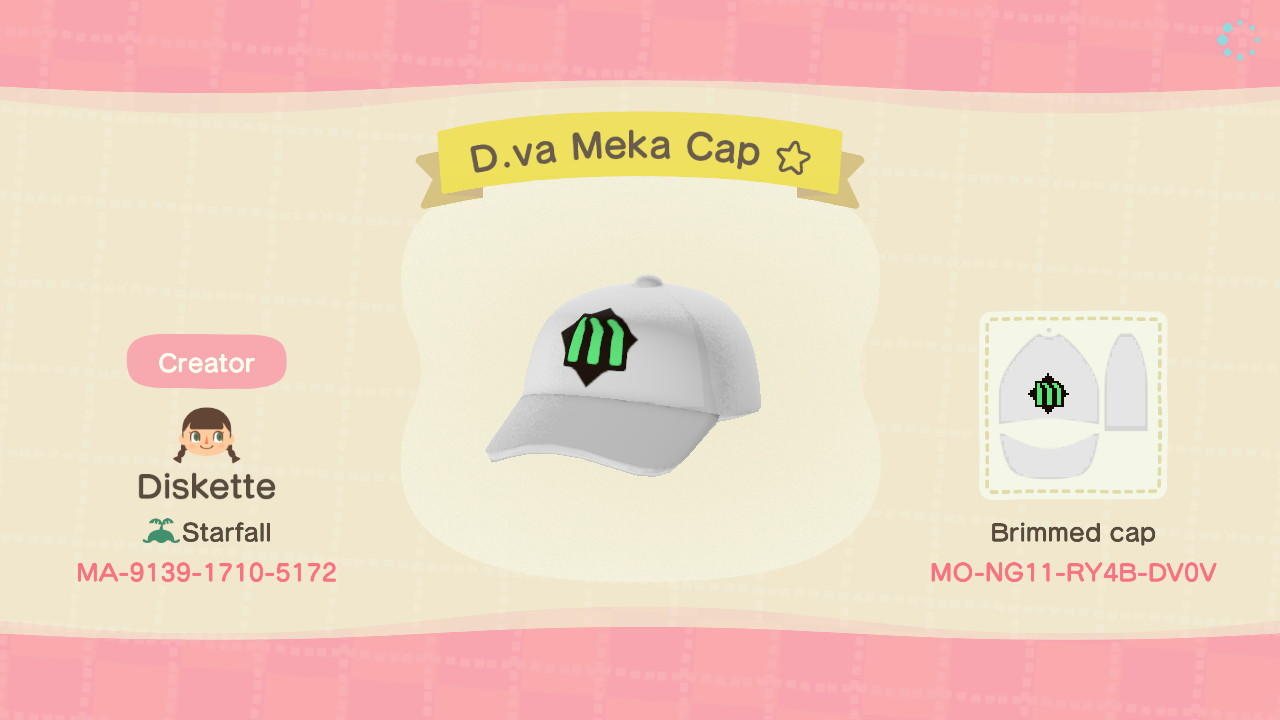 D.va Meka Cap ☆
Creator
Diskette
Starfall
MA-9139-1710-5172
Brimmed cap
MO-NG11-RY4B-DV0V